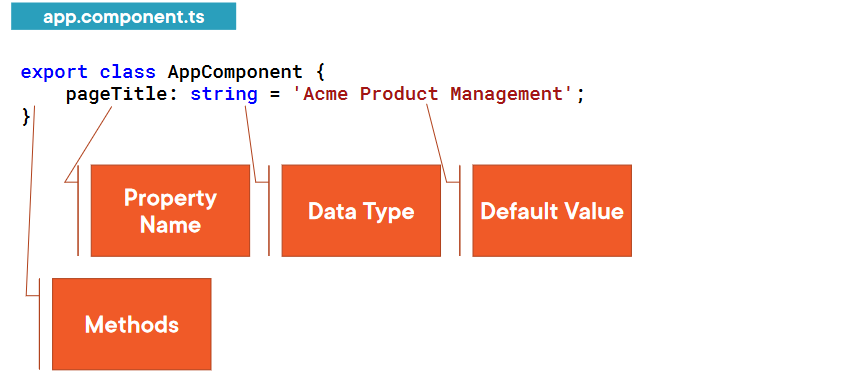 app.component.ts
export class AppComponent {
pageTitle: string = 'Acme Product Management';
}
Property
Name
Data Type
Default Value
Methods